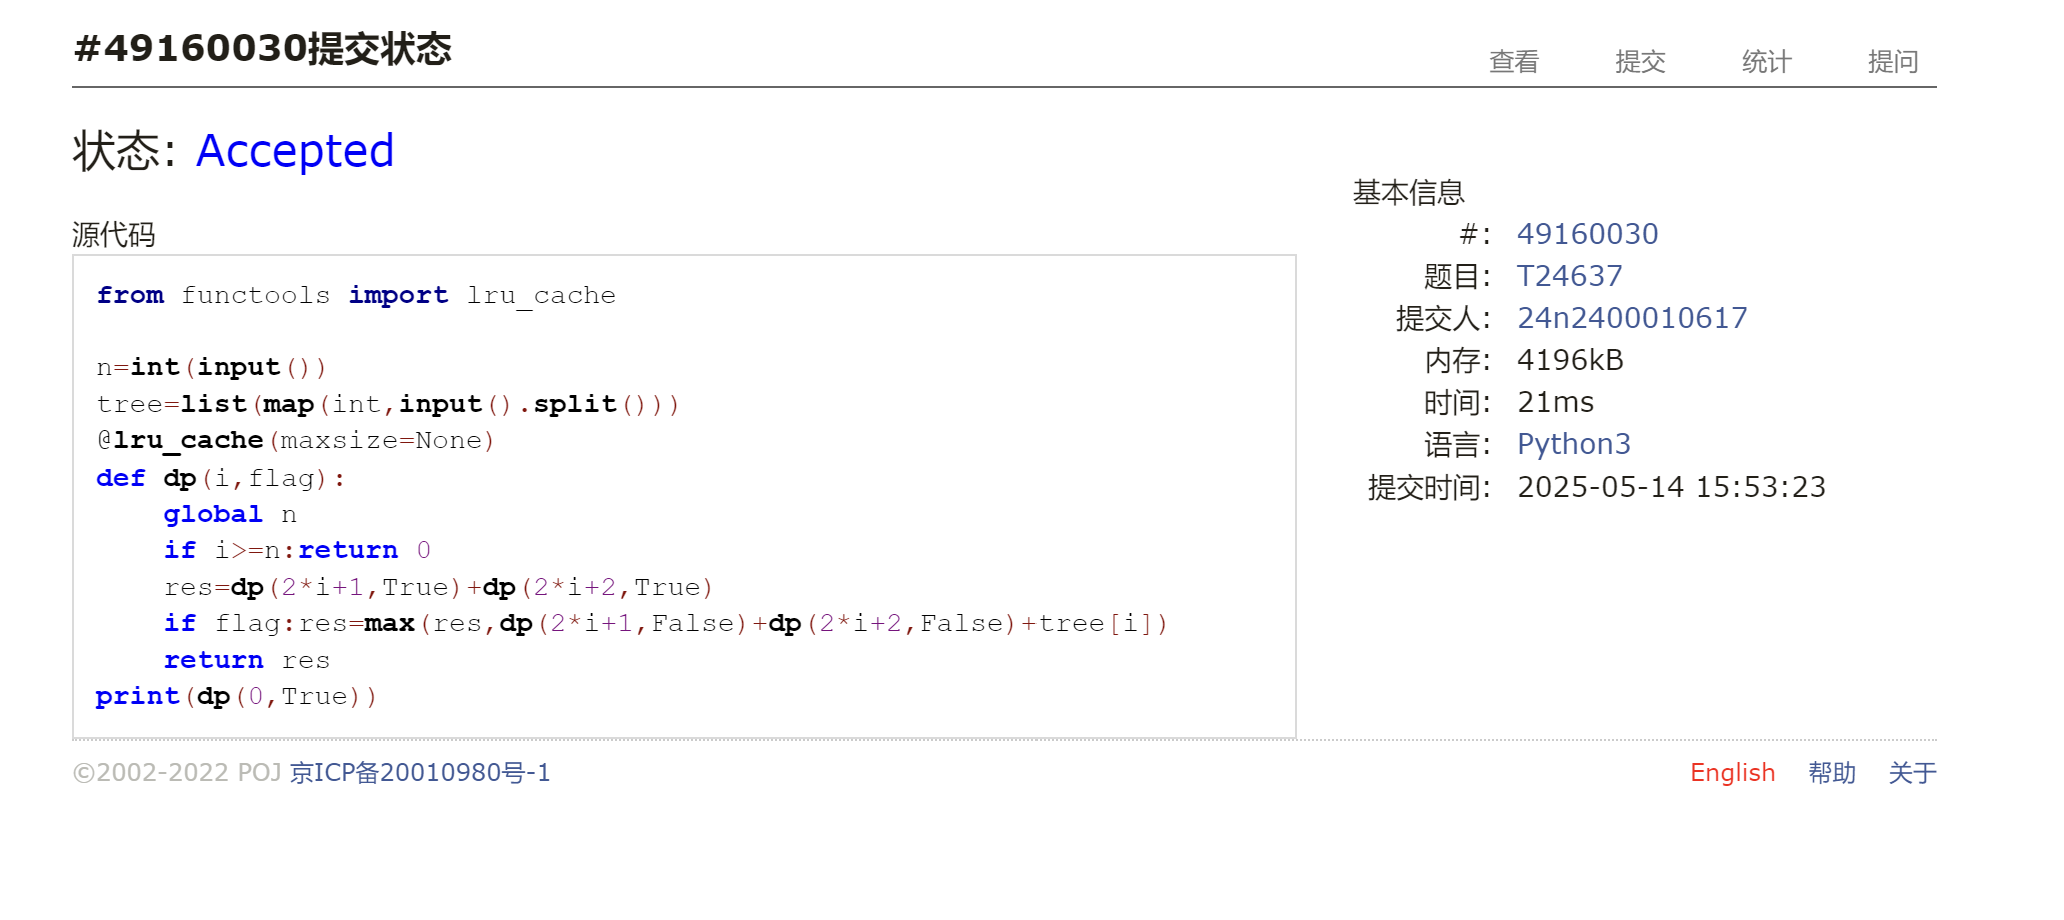 #49160030提交状态
查看 提交 统计 提问
状态: Accepted
源代码
from functools import lru_cache
n=int(input())
tree=list(map(int,input().split()))
@lru_cache(maxsize=None)
def dp(i,flag):
    global n
    if i>=n:return 0
    res=dp(2*i+1,True)+dp(2*i+2,True)
    if flag:res=max(res,dp(2*i+1,False)+dp(2*i+2,False)+tree[i])
    return res
print(dp(0,True))
基本信息
#: 49160030
题目: T24637
提交人: 24n2400010617
内存: 4196kB
时间: 21ms
语言: Python3
提交时间: 2025-05-14 15:53:23
©2002-2022 POJ 京ICP备20010980号-1
English 帮助 关于